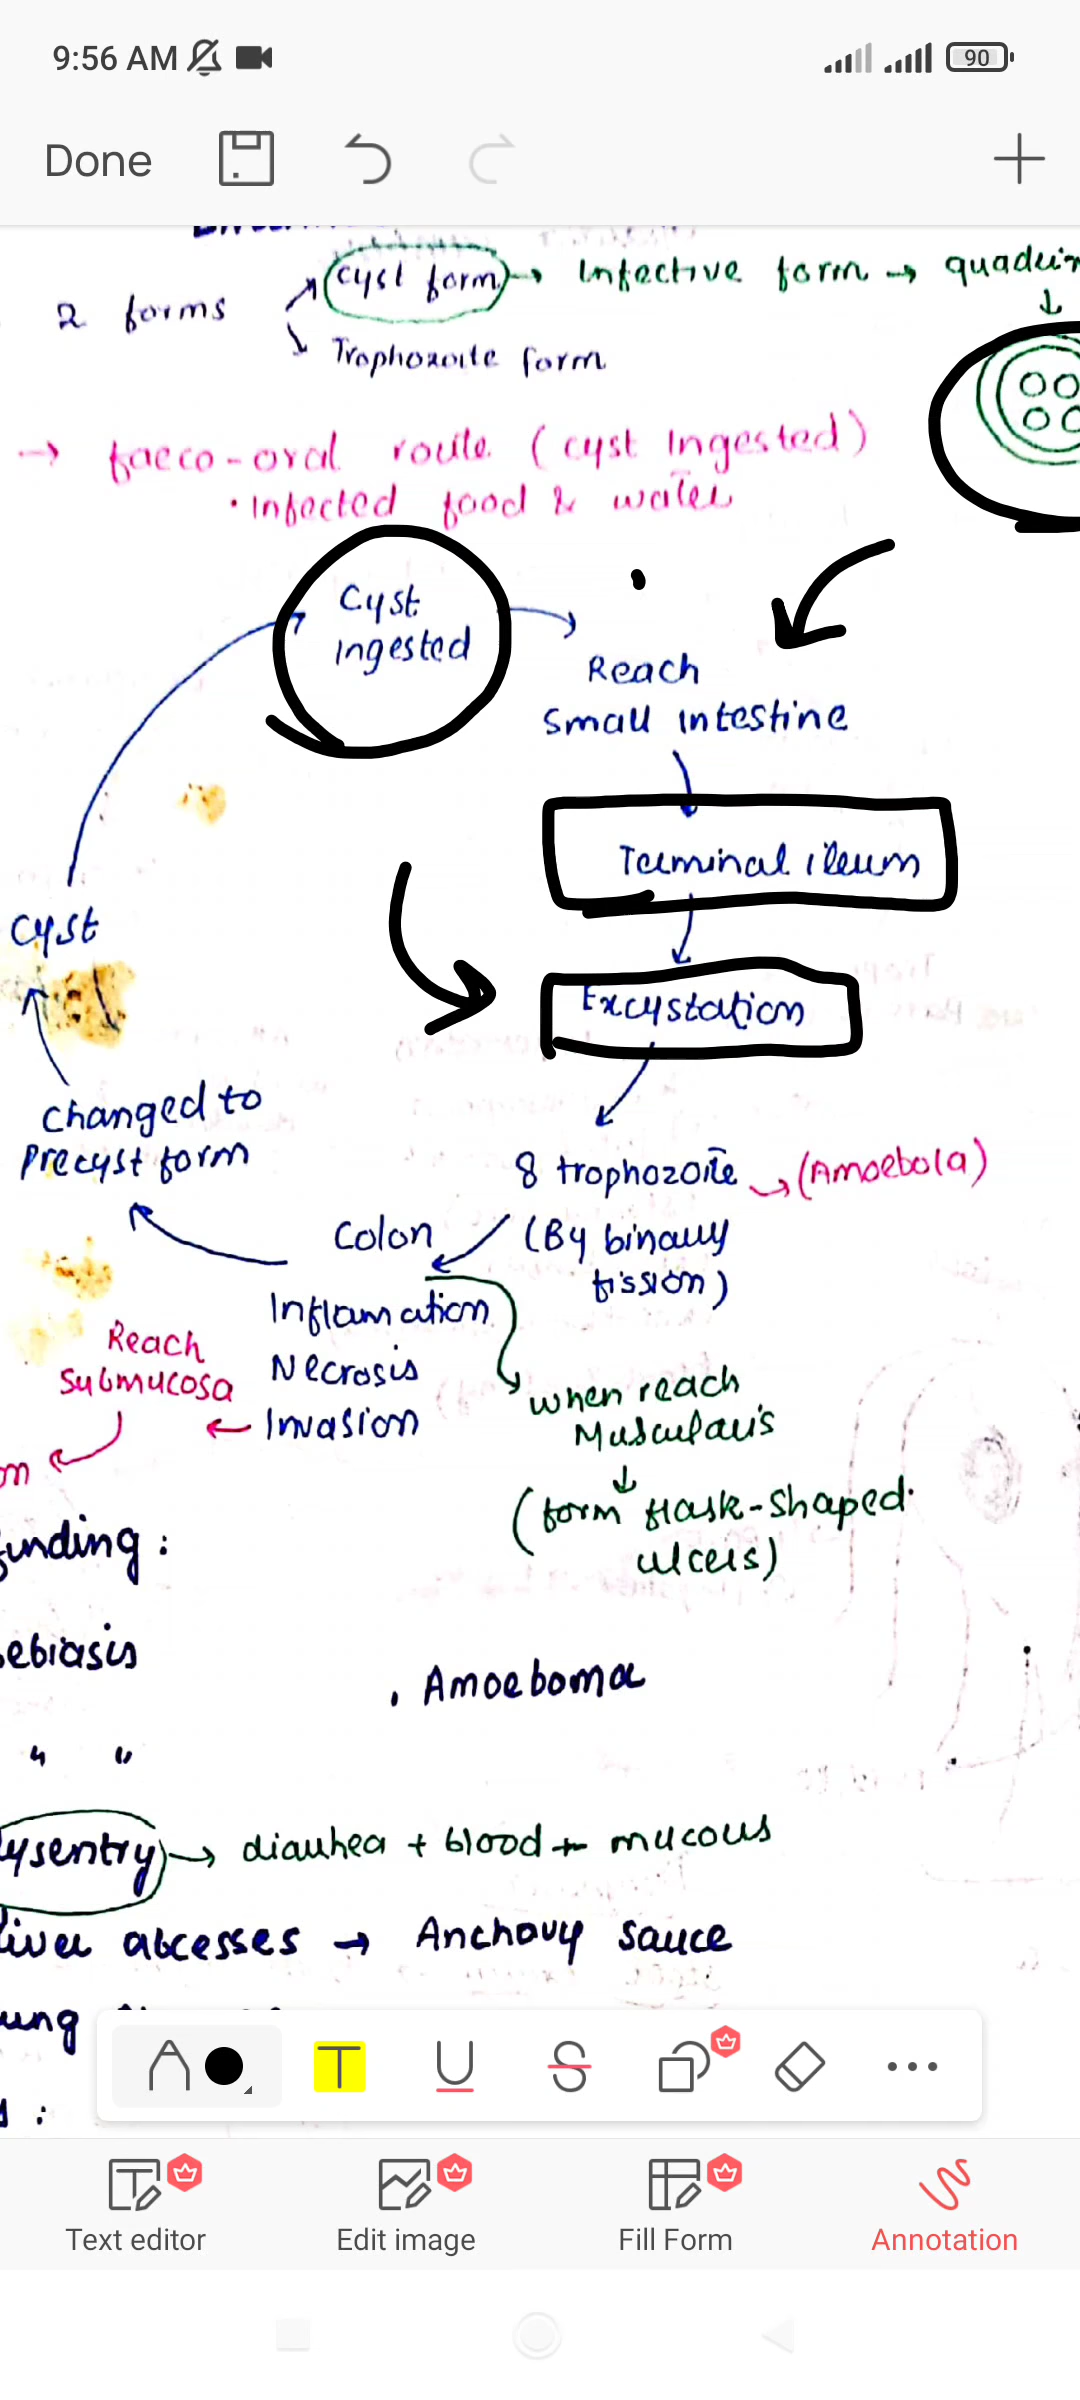 9:56 AM
90
Done
2 forms
cyst form → Infective form →
Trophozoite form
→ faeco-oral route (cyst Ingested)
• Infected food & water
Cyst
Ingested
Reach
Small intestine
Terminal ileum
Excystation
Cyst
Changed to
Precyst form
8 trophozoite
(Amoebola)
(By binary
fission)
Colon
Inflamation
Necrosis
Invasion
Reach
Submucosa
when reach
Muscularis
(form flask-shaped
ulcers)
ebiasis
. Amoeboma
" "
ysentry → diarrhea + blood + mucous
liver abcesses → Anchovy sauce
ung
Text editor
Edit image
Fill Form
Annotation